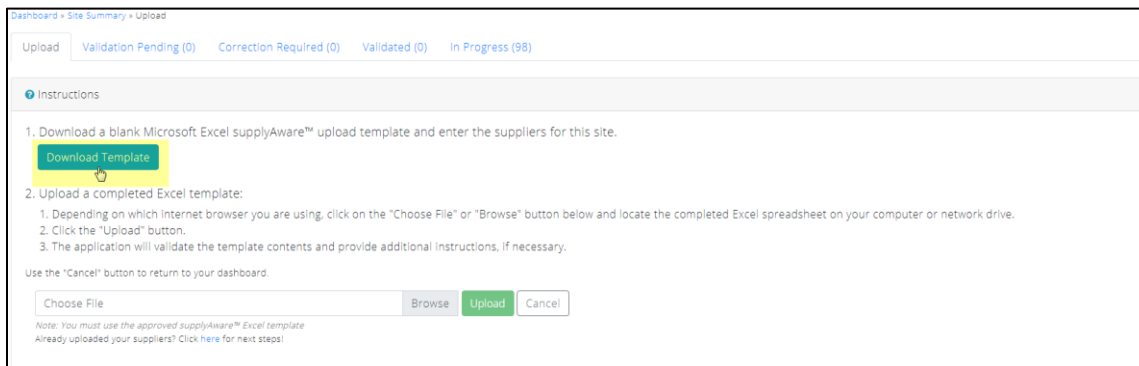 Dashboard » Site Summary » Upload
Upload Validation Pending (0) Correction Required (0) Validated (0) In Progress (98)
Instructions
1. Download a blank Microsoft Excel supplyAware™ upload template and enter the suppliers for this site.
Download Template
2. Upload a completed Excel template:
1. Depending on which internet browser you are using, click on the "Choose File" or "Browse" button below and locate the completed Excel spreadsheet on your computer or network drive.
2. Click the "Upload" button.
3. The application will validate the template contents and provide additional instructions, if necessary.
Use the "Cancel" button to return to your dashboard.
Choose File Browse Upload Cancel
Note: You must use the approved supplyAware™ Excel template
Already uploaded your suppliers? Click here for next steps!